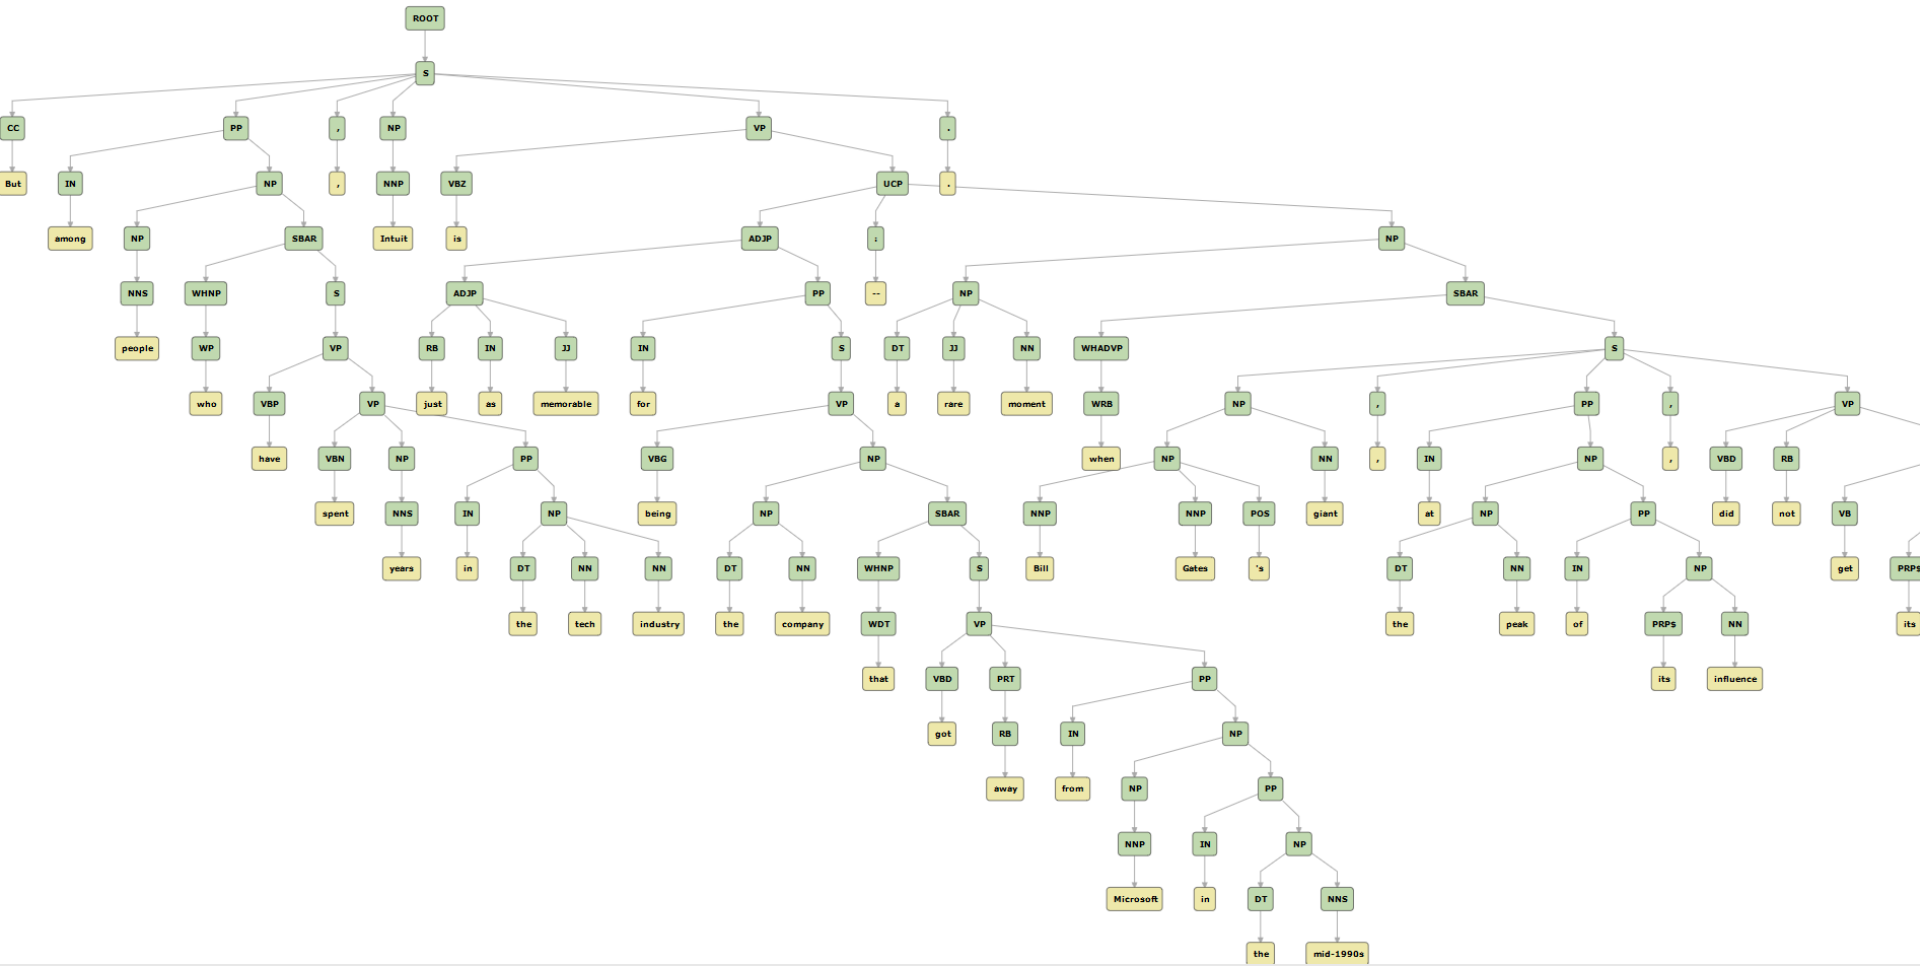 ROOT
S
CC PP , NP VP .
But IN NP , NNP VBZ UCP .
among NP SBAR Intuit is ADJP : NP
NNS WHNP S ADJP PP -- NP SBAR
people WP VP RB IN JJ IN S DT JJ NN WHADVP S
who VBP VP just as memorable for VP a rare moment WRB NP , PP , VP
have VBN NP PP VBG NP when NP NN , IN NP , VBD RB
spent NNS IN NP being NP SBAR NNP NNP POS giant at NP PP did not VB
years in DT NN NN DT NN WHNP S Bill Gates 's DT NN IN NP get PRP$
the tech industry the company WDT VP the peak of PRP$ NN its
that VBD PRT PP its influence
got RB IN NP
away from NP PP
NNP IN NP
Microsoft in DT NNS
the mid-1990s